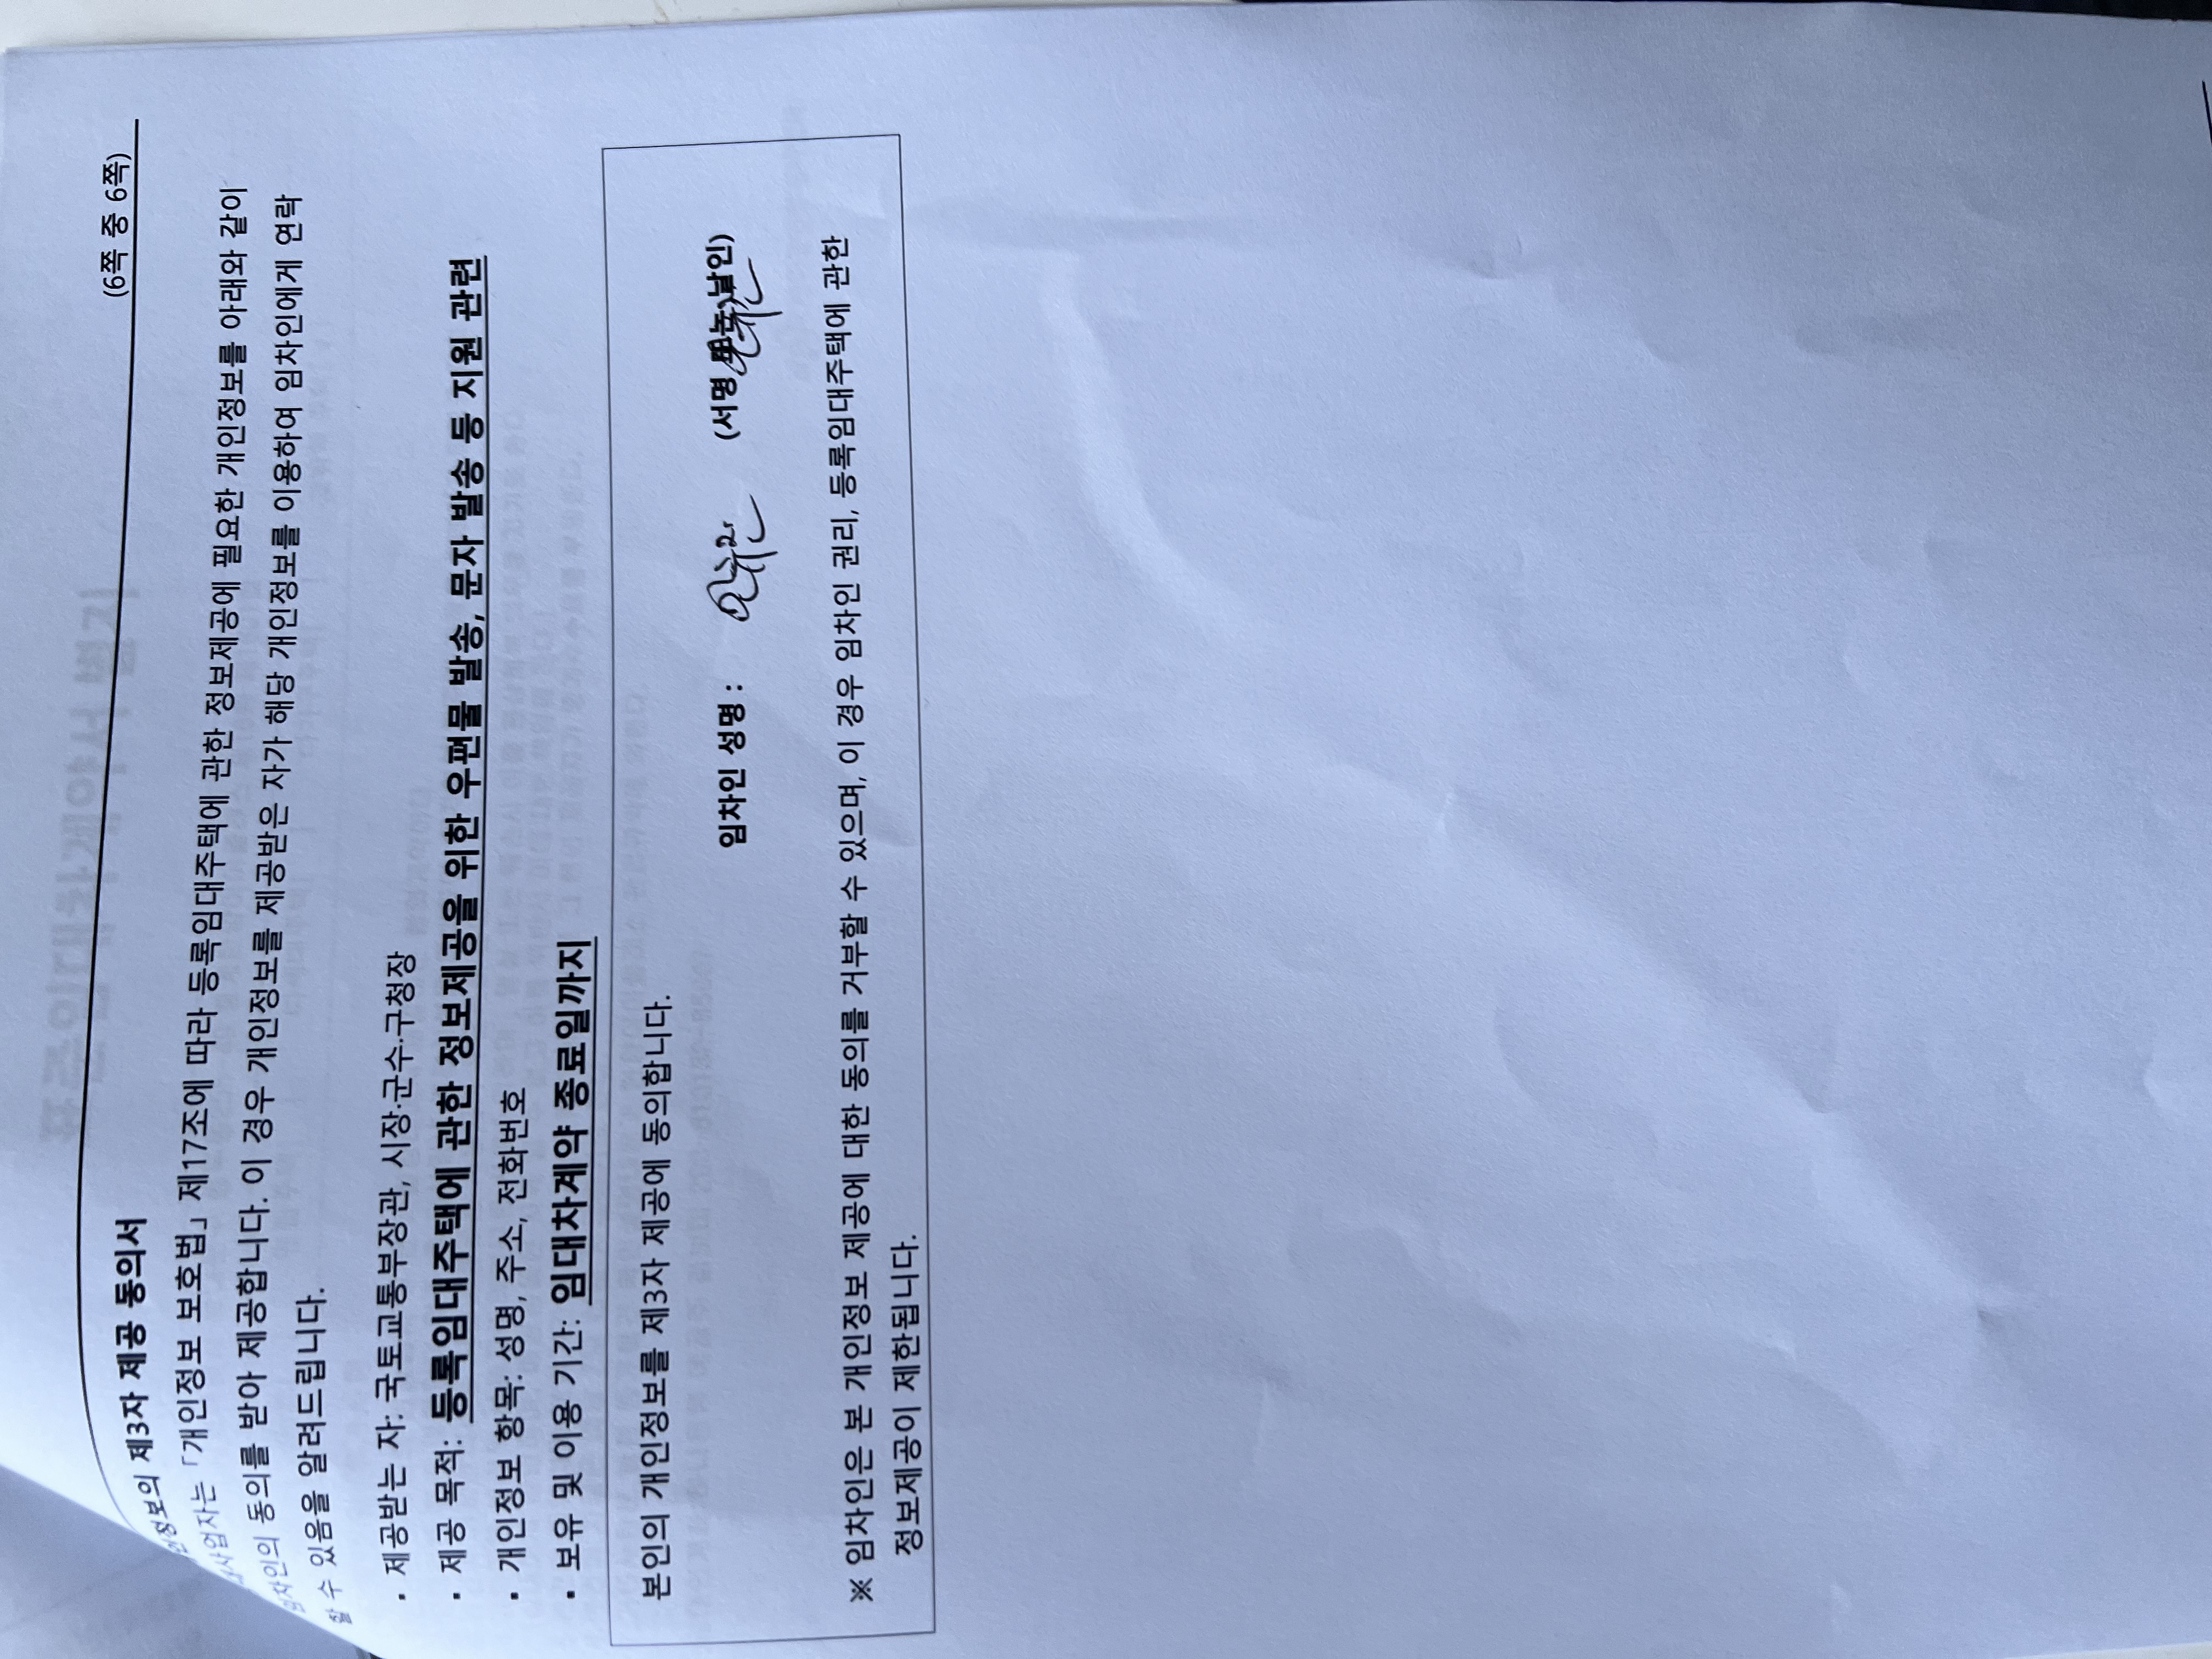 표준임대차계약서 별지
(6쪽 중 6쪽)
개인정보의 제3자 제공 동의서
임대사업자는 「개인정보 보호법」 제17조에 따라 등록임대주택에 관한 정보제공에 필요한 개인정보를 아래와 같이
임차인의 동의를 받아 제공합니다. 이 경우 개인정보를 제공받은 자가 해당 개인정보를 이용하여 임차인에게 연락
할 수 있음을 알려드립니다.
▪ 제공받는 자: 국토교통부장관, 시장·군수·구청장
▪ 제공 목적: 등록임대주택에 관한 정보제공을 위한 우편물 발송, 문자 발송 등 지원 관련
▪ 개인정보 항목: 성명, 주소, 전화번호
▪ 보유 및 이용 기간: 임대차계약 종료일까지
본인의 개인정보를 제3자 제공에 동의합니다.
임차인 성명 : (서명 또는 날인)
※ 임차인은 본 개인정보 제공에 대한 동의를 거부할 수 있으며, 이 경우 임차인 권리, 등록임대주택에 관한
정보제공이 제한됩니다.